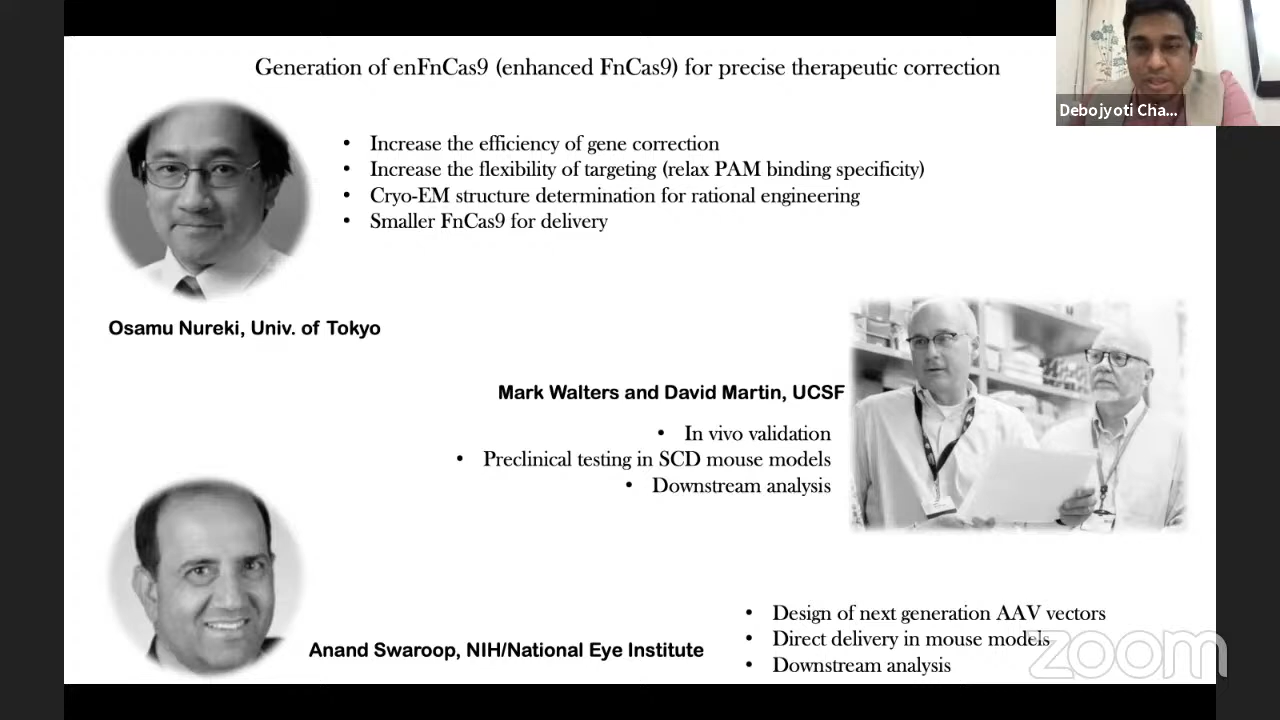 Generation of enFnCas9 (enhanced FnCas9) for precise therapeutic correction
Debojyoti Cha...
• Increase the efficiency of gene correction
• Increase the flexibility of targeting (relax PAM binding specificity)
• Cryo-EM structure determination for rational engineering
• Smaller FnCas9 for delivery
Osamu Nureki, Univ. of Tokyo
Mark Walters and David Martin, UCSF
• In vivo validation
• Preclinical testing in SCD mouse models
• Downstream analysis
Anand Swaroop, NIH/National Eye Institute
• Design of next generation AAV vectors
• Direct delivery in mouse models
• Downstream analysis
zoom